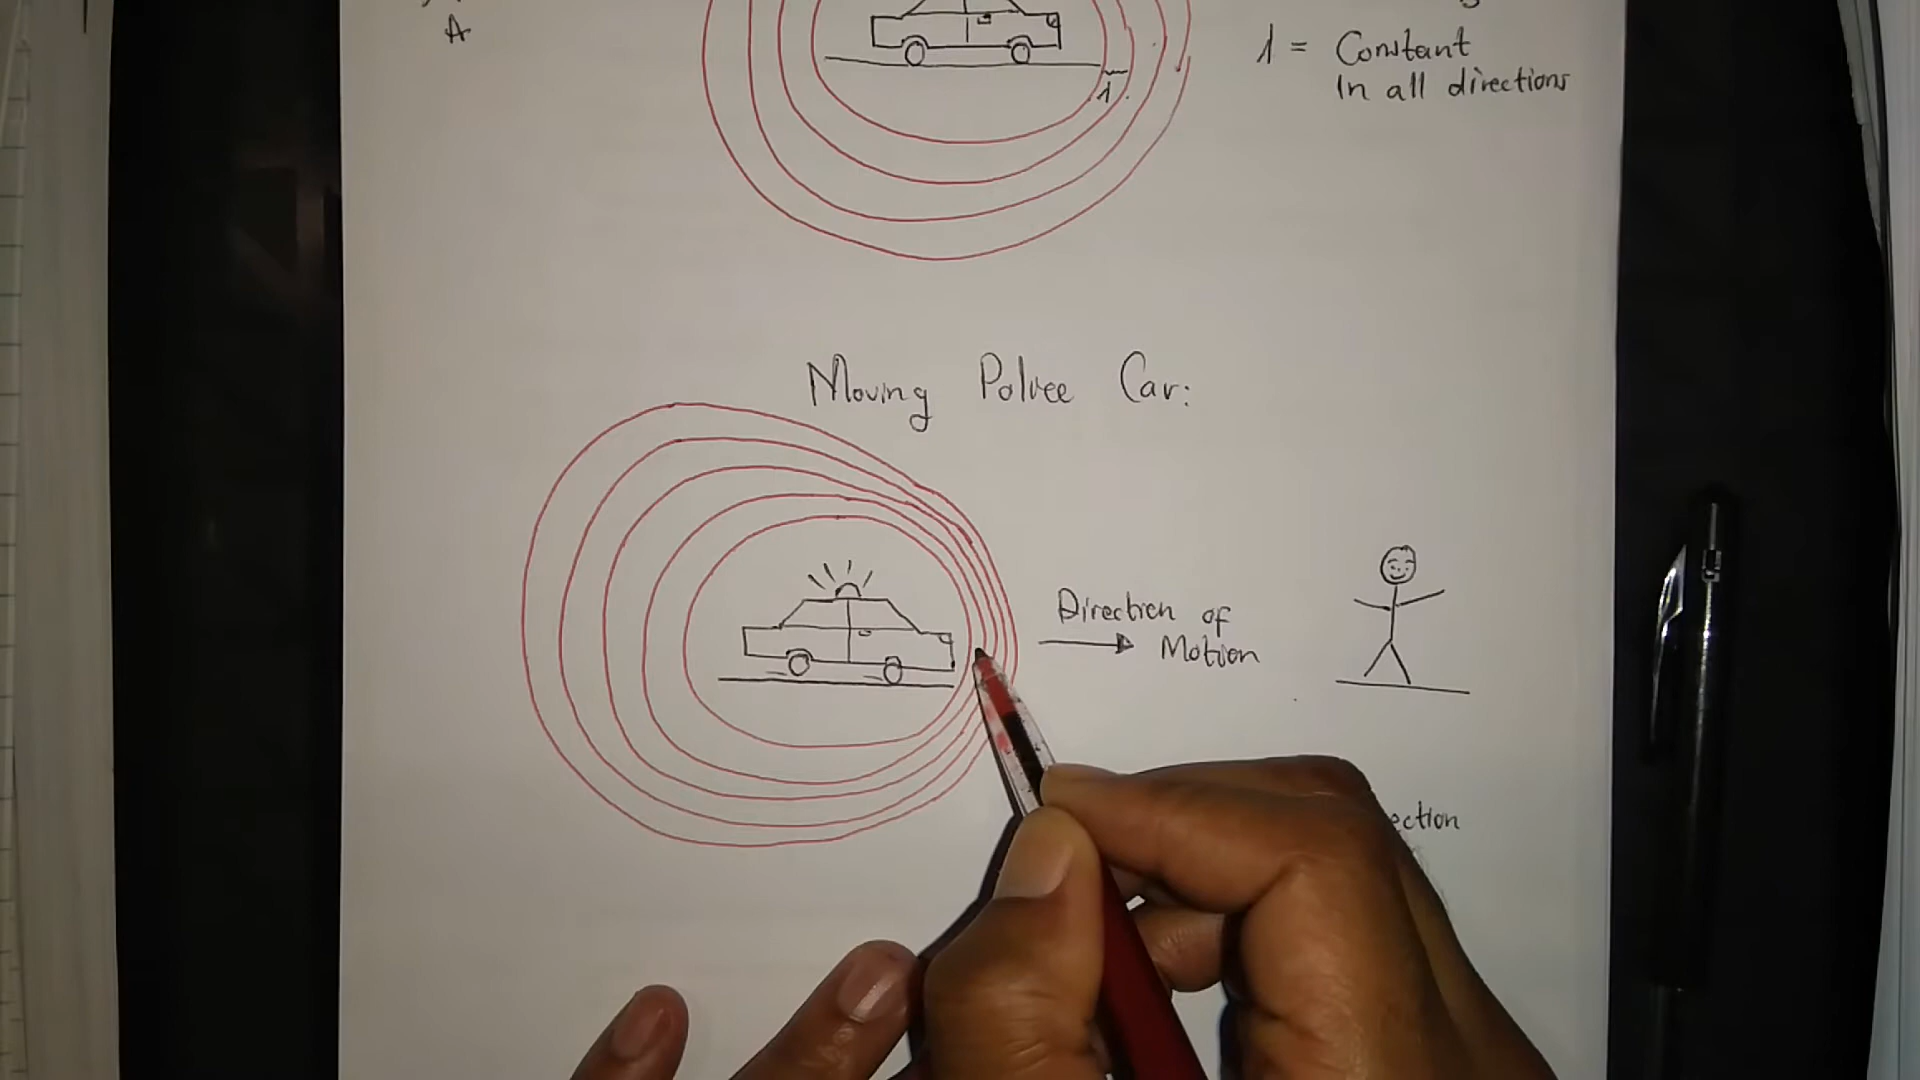 A
λ = Constant
In all directions
λ
Moving Police Car:
Direction of
Motion
ection